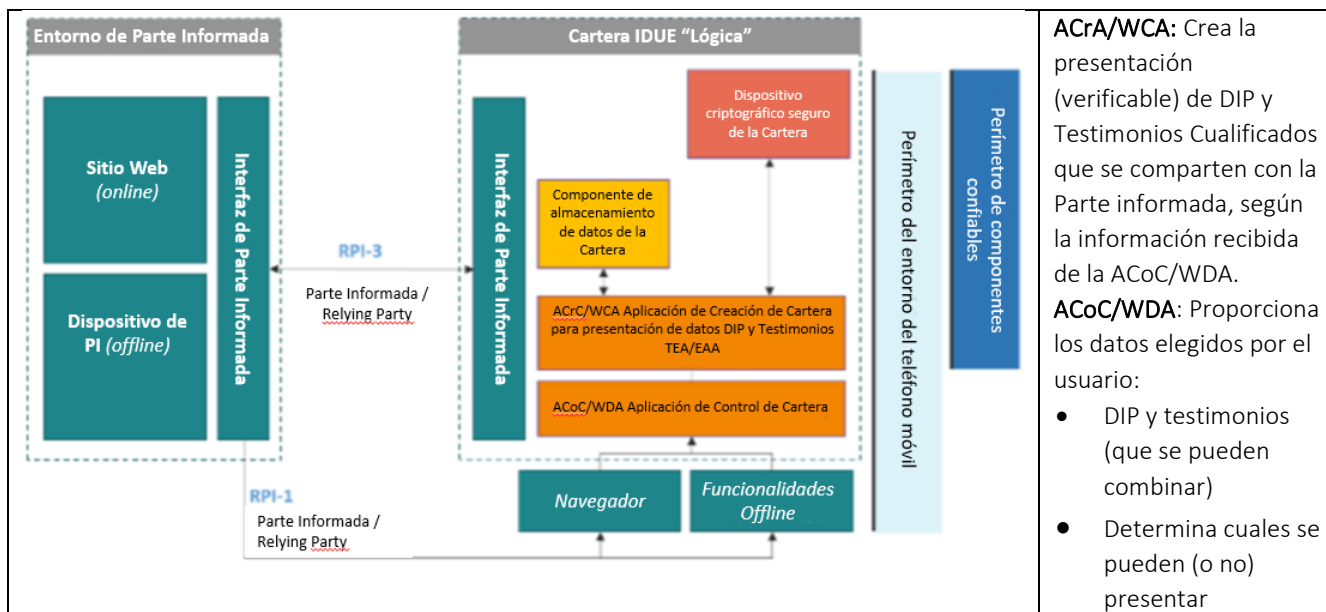 Entorno de Parte Informada
Sitio Web
(online)
Dispositivo de
PI (offline)
Interfaz de Parte Informada
RPI-3
Parte Informada /
Relying Party
RPI-1
Parte Informada /
Relying Party
Cartera IDUE “Lógica”
Interfaz de Parte Informada
Dispositivo
criptográfico seguro
de la Cartera
Componente de
almacenamiento
de datos de la
Cartera
ACrC/WCA Aplicación de Creación de Cartera
para presentación de datos DIP y Testimonios
TEA/EAA
ACoC/WDA Aplicación de Control de Cartera
Navegador
Funcionalidades
Offline
Perímetro del entorno del teléfono móvil
Perímetro de componentes
confiables
ACrA/WCA: Crea la
presentación
(verificable) de DIP y
Testimonios Cualificados
que se comparten con la
Parte informada, según
la información recibida
de la ACoC/WDA.
ACoC/WDA: Proporciona
los datos elegidos por el
usuario:
• DIP y testimonios
(que se pueden
combinar)
• Determina cuales se
pueden (o no)
presentar